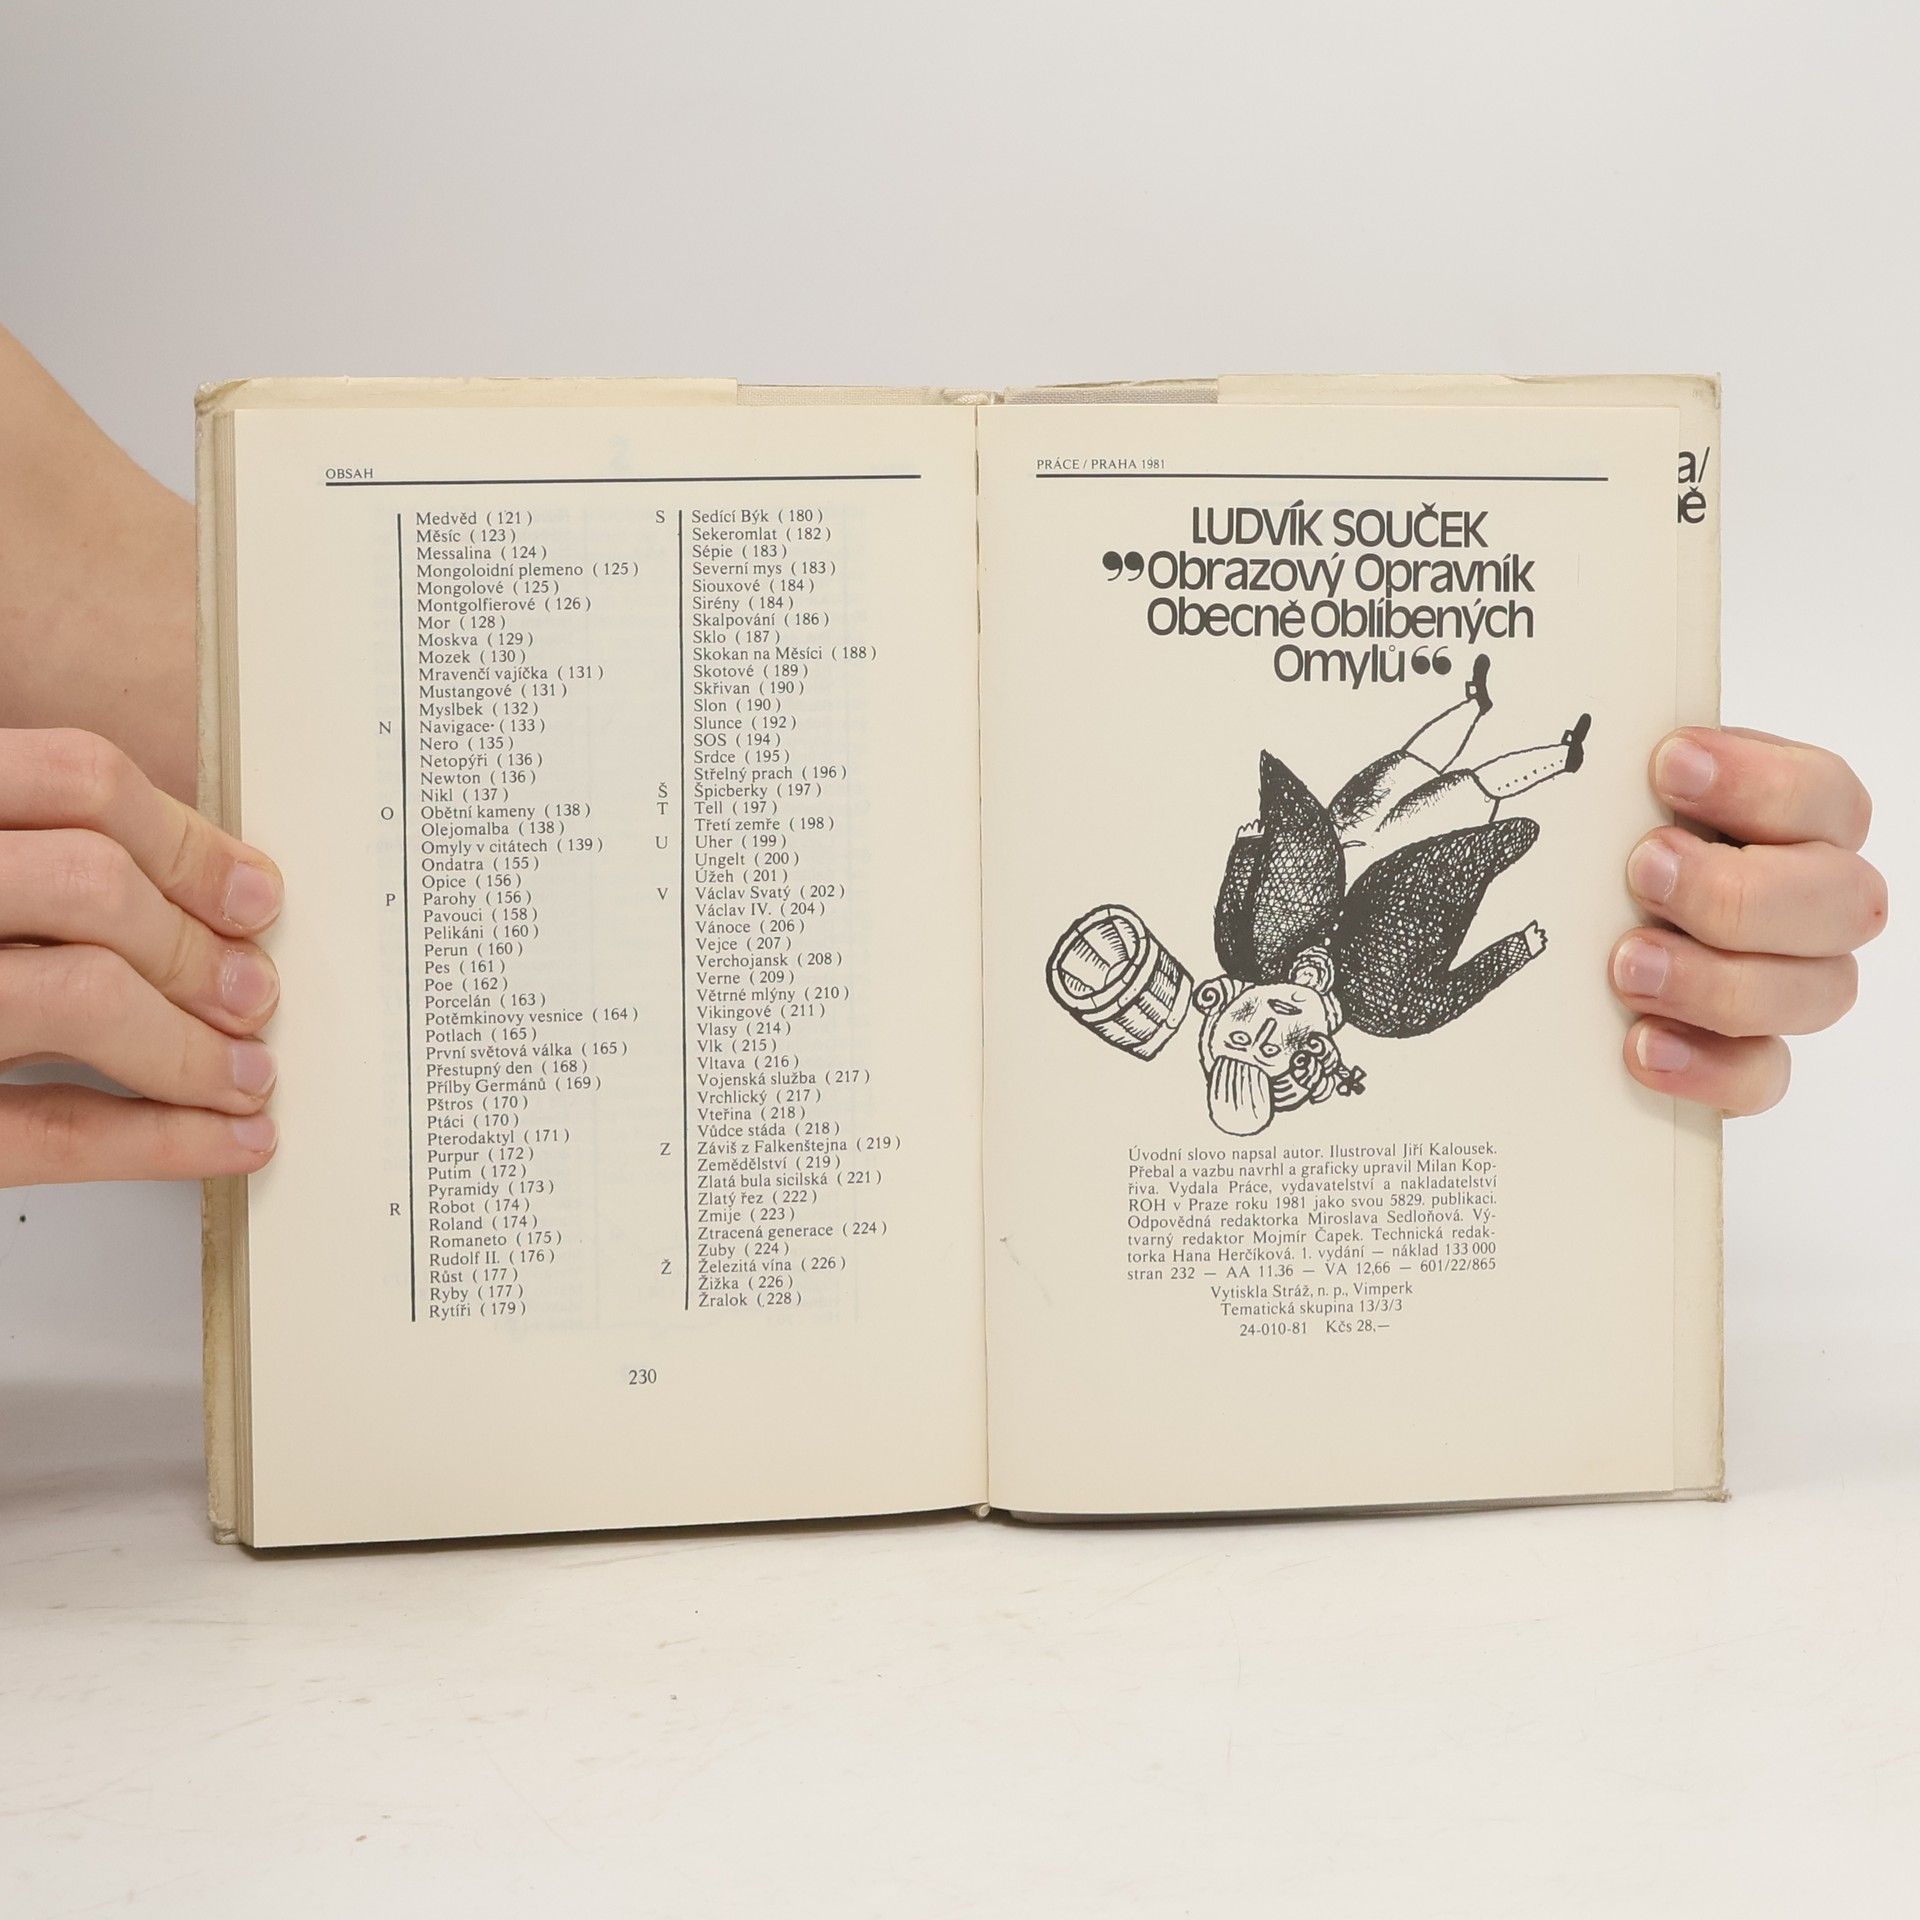 OBSAH
Medvěd ( 121 )
Měsíc ( 123 )
Messalina ( 124 )
Mongoloidní plemeno ( 125 )
Mongolové ( 125 )
Montgolfierové ( 126 )
Mor ( 128 )
Moskva ( 129 )
Mozek ( 130 )
Mravenčí vajíčka ( 131 )
Mustangové ( 131 )
Myslbek ( 132 )
N Navigace ( 133 )
Nero ( 135 )
Netopýři ( 136 )
Newton ( 136 )
Nikl ( 137 )
O Obětní kameny ( 138 )
Olejomalba ( 138 )
Omyly v citátech ( 139 )
Ondatra ( 155 )
Opice ( 156 )
P Parohy ( 156 )
Pavouci ( 158 )
Pelikáni ( 160 )
Perun ( 160 )
Pes ( 161 )
Poe ( 162 )
Porcelán ( 163 )
Potěmkinovy vesnice ( 164 )
Potlach ( 165 )
První světová válka ( 165 )
Přestupný den ( 168 )
Přílby Germánů ( 169 )
Pštros ( 170 )
Ptáci ( 170 )
Pterodaktyl ( 171 )
Purpur ( 172 )
Putim ( 172 )
Pyramidy ( 173 )
R Robot ( 174 )
Roland ( 174 )
Romaneto ( 175 )
Rudolf II. ( 176 )
Růst ( 177 )
Ryby ( 177 )
Rytíři ( 179 )
S Sedící Býk ( 180 )
Sekeromlat ( 182 )
Sépie ( 183 )
Severní mys ( 183 )
Siouxové ( 184 )
Sirény ( 184 )
Skalpování ( 186 )
Sklo ( 187 )
Skokan na Měsíci ( 188 )
Skotové ( 189 )
Skřivan ( 190 )
Slon ( 190 )
Slunce ( 192 )
SOS ( 194 )
Srdce ( 195 )
Střelný prach ( 196 )
Š Špicberky ( 197 )
T Tell ( 197 )
Třetí zemře ( 198 )
U Uher ( 199 )
Ungelt ( 200 )
Úžeh ( 201 )
V Václav Svatý ( 202 )
Václav IV. ( 204 )
Vánoce ( 206 )
Vejce ( 207 )
Verchojansk ( 208 )
Verne ( 209 )
Větrné mlýny ( 210 )
Vikingové ( 211 )
Vlasy ( 214 )
Vlk ( 215 )
Vltava ( 216 )
Vojenská služba ( 217 )
Vrchlický ( 217 )
Vteřina ( 218 )
Vůdce stáda ( 218 )
Z Záviš z Falkenštejna ( 219 )
Zemědělství ( 219 )
Zlatá bula sicilská ( 221 )
Zlatý řez ( 222 )
Zmije ( 223 )
Ztracená generace ( 224 )
Zuby ( 224 )
Ž Železitá vína ( 226 )
Žižka ( 226 )
Žralok ( 228 )
230
PRÁCE / PRAHA 1981
LUDVÍK SOUČEK
”Obrazový Opravník
Obecně Oblíbených
Omylů“
Úvodní slovo napsal autor. Ilustroval Jiří Kalousek.
Přebal a vazbu navrhl a graficky upravil Milan Kop-
řiva. Vydala Práce, vydavatelství a nakladatelství
ROH v Praze roku 1981 jako svou 5829. publikaci.
Odpovědná redaktorka Miroslava Sedloňová. Vý-
tvarný redaktor Mojmír Čapek. Technická redak-
torka Hana Herčíková. 1. vydání — náklad 133 000
stran 232 — AA 11,36 — VA 12,66 — 601/22/865
Vytiskla Stráž, n. p., Vimperk
Tematická skupina 13/3/3
24-010-81 Kčs 28,—
a/
ě